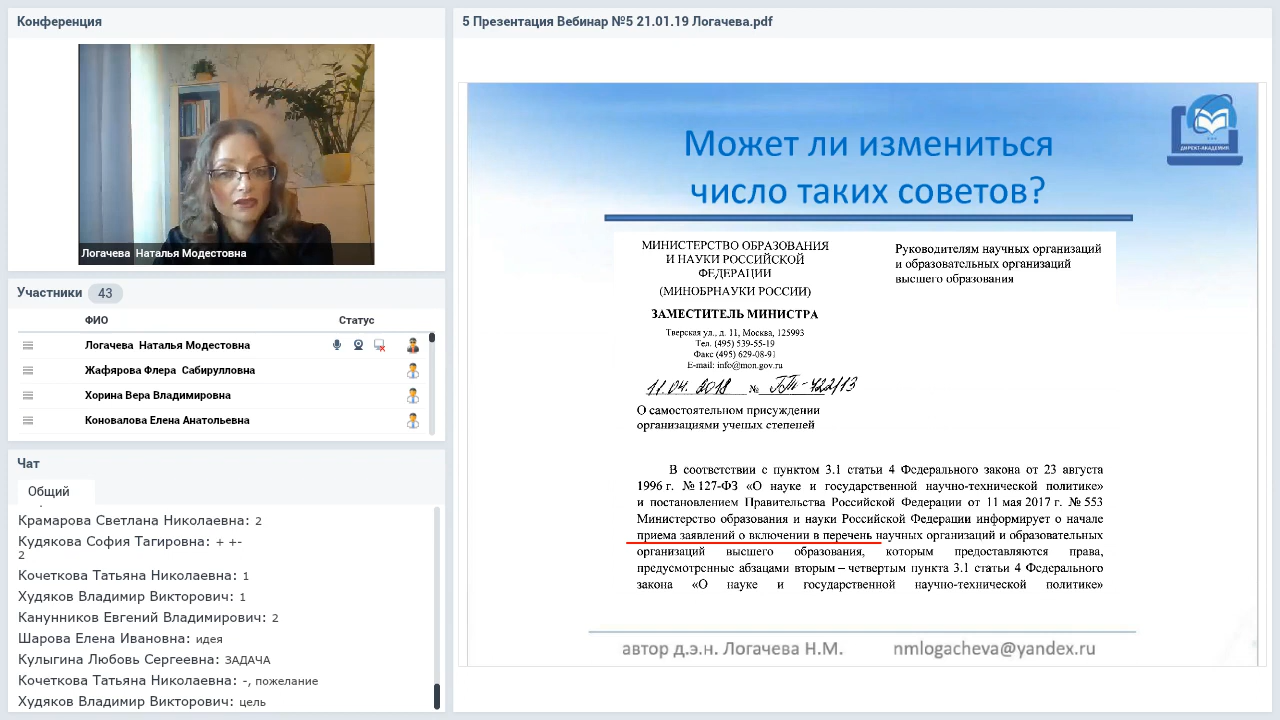 Конференция
Логачева Наталья Модестовна
Участники 43
ФИО Статус
Логачева Наталья Модестовна
Жафярова Флера Сабирулловна
Хорина Вера Владимировна
Коновалова Елена Анатольевна
Чат
Общий
Крамарова Светлана Николаевна: 2
Кудякова София Тагировна: + +-
2
Кочеткова Татьяна Николаевна: 1
Худяков Владимир Викторович: 1
Канунников Евгений Владимирович: 2
Шарова Елена Ивановна: идея
Кулыгина Любовь Сергеевна: ЗАДАЧА
Кочеткова Татьяна Николаевна: -, пожелание
Худяков Владимир Викторович: цель
5 Презентация Вебинар №5 21.01.19 Логачева.pdf
ДИРЕКТ-АКАДЕМИЯ
Может ли измениться
число таких советов?
МИНИСТЕРСТВО ОБРАЗОВАНИЯ
И НАУКИ РОССИЙСКОЙ
ФЕДЕРАЦИИ
(МИНОБРНАУКИ РОССИИ)
ЗАМЕСТИТЕЛЬ МИНИСТРА
Тверская ул., д. 11, Москва, 125993
Тел. (495) 539-55-19
Факс (495) 629-08-91
E-mail: info@mon.gov.ru
11.04.2018 № ГТ-422/13
Руководителям научных организаций
и образовательных организаций
высшего образования
О самостоятельном присуждении
организациями ученых степеней
В соответствии с пунктом 3.1 статьи 4 Федерального закона от 23 августа
1996 г. № 127-ФЗ «О науке и государственной научно-технической политике»
и постановлением Правительства Российской Федерации от 11 мая 2017 г. № 553
Министерство образования и науки Российской Федерации информирует о начале
приема заявлений о включении в перечень научных организаций и образовательных
организаций высшего образования, которым предоставляются права,
предусмотренные абзацами вторым – четвертым пункта 3.1 статьи 4 Федерального
закона «О науке и государственной научно-технической политике»
автор д.э.н. Логачева Н.М. nmlogacheva@yandex.ru